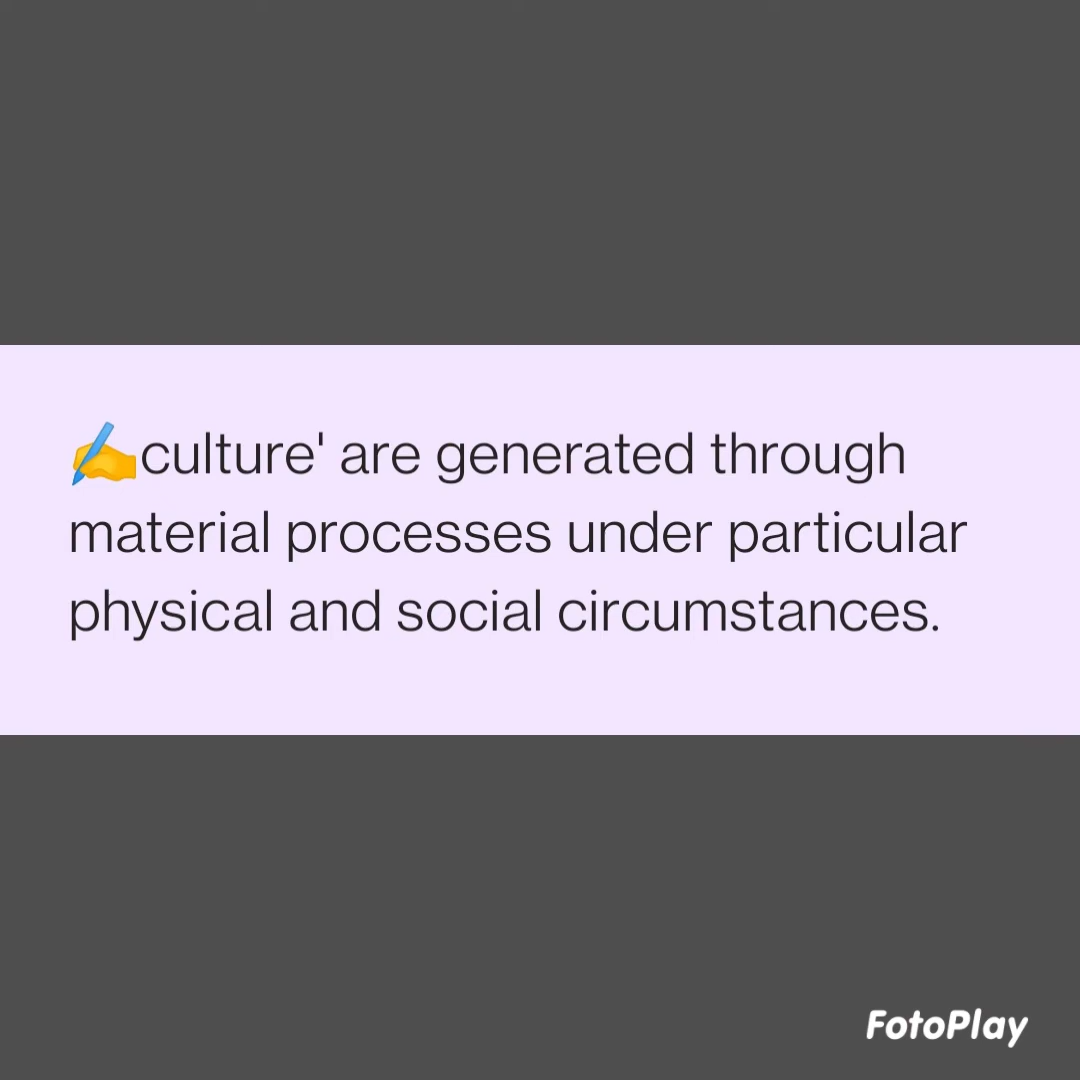 ✍️culture' are generated through
material processes under particular
physical and social circumstances.
FotoPlay